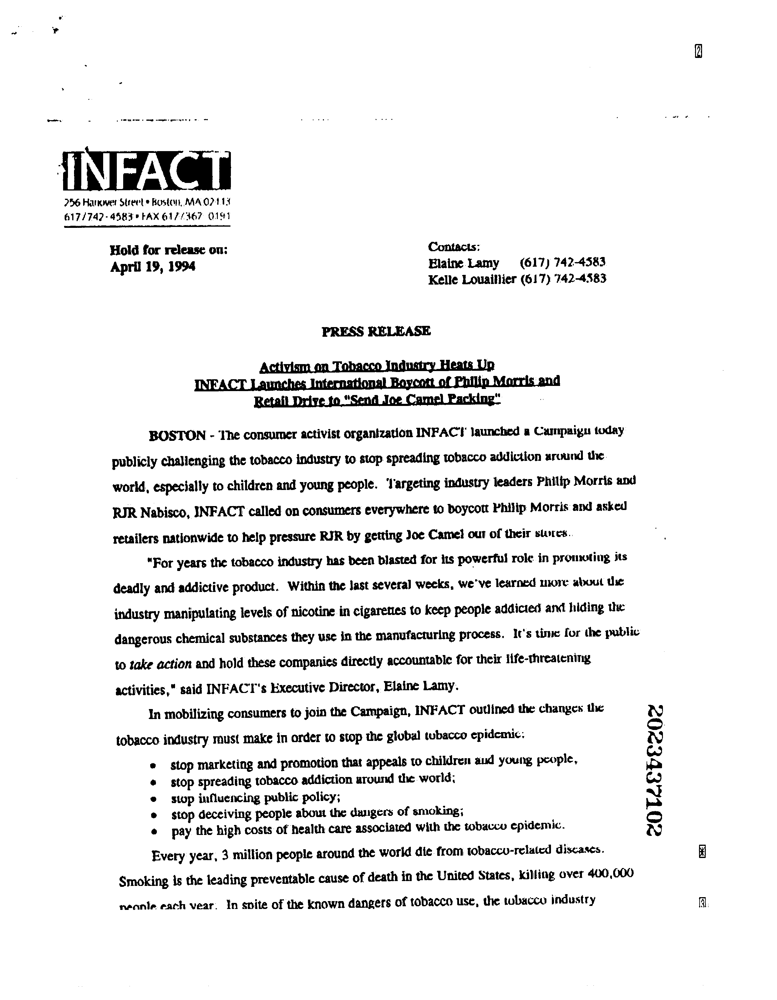 INFACT
256 Hanover Street • Boston, MA 02113
617/742-4583 • FAX 617/367-0191
Hold for release on:
April 19, 1994
Contacts:
Elaine Lamy (617) 742-4583
Kelle Louaillier (617) 742-4583
PRESS RELEASE
Activism on Tobacco Industry Heats Up
INFACT Launches International Boycott of Philip Morris and
Retail Drive to "Send Joe Camel Packing"
BOSTON - The consumer activist organization INFACT launched a Campaign today
publicly challenging the tobacco industry to stop spreading tobacco addiction around the
world, especially to children and young people. Targeting industry leaders Philip Morris and
RJR Nabisco, INFACT called on consumers everywhere to boycott Philip Morris and asked
retailers nationwide to help pressure RJR by getting Joe Camel out of their stores.
"For years the tobacco industry has been blasted for its powerful role in promoting its
deadly and addictive product. Within the last several weeks, we've learned more about the
industry manipulating levels of nicotine in cigarettes to keep people addicted and hiding the
dangerous chemical substances they use in the manufacturing process. It's time for the public
to take action and hold these companies directly accountable for their life-threatening
activities," said INFACT's Executive Director, Elaine Lamy.
In mobilizing consumers to join the Campaign, INFACT outlined the changes the
tobacco industry must make in order to stop the global tobacco epidemic:
• stop marketing and promotion that appeals to children and young people,
• stop spreading tobacco addiction around the world;
• stop influencing public policy;
• stop deceiving people about the dangers of smoking;
• pay the high costs of health care associated with the tobacco epidemic.
Every year, 3 million people around the world die from tobacco-related diseases.
Smoking is the leading preventable cause of death in the United States, killing over 400,000
people each year. In spite of the known dangers of tobacco use, the tobacco industry
2023437102